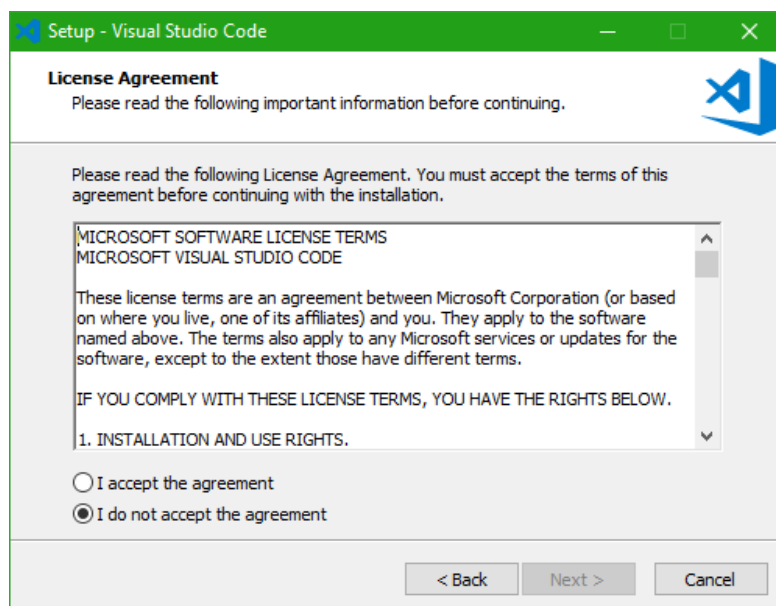 Setup - Visual Studio Code
License Agreement
Please read the following important information before continuing.
Please read the following License Agreement. You must accept the terms of this
agreement before continuing with the installation.
MICROSOFT SOFTWARE LICENSE TERMS
MICROSOFT VISUAL STUDIO CODE
These license terms are an agreement between Microsoft Corporation (or based
on where you live, one of its affiliates) and you. They apply to the software
named above. The terms also apply to any Microsoft services or updates for the
software, except to the extent those have different terms.
IF YOU COMPLY WITH THESE LICENSE TERMS, YOU HAVE THE RIGHTS BELOW.
1. INSTALLATION AND USE RIGHTS.
I accept the agreement
I do not accept the agreement
< Back Next > Cancel